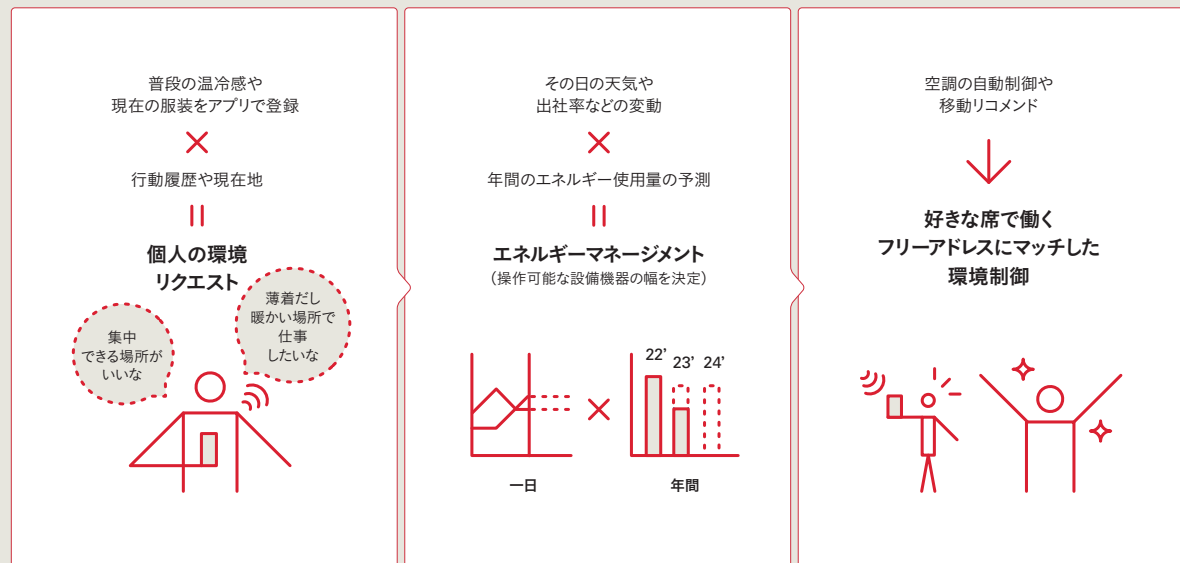 普段の温冷感や
現在の服装をアプリで登録
×
行動履歴や現在地
=
個人の環境
リクエスト
集中
できる場所が
いいな
薄着だし
暖かい場所で
仕事
したいな
その日の天気や
出社率などの変動
×
年間のエネルギー使用量の予測
=
エネルギーマネージメント
（操作可能な設備機器の幅を決定）
×
22’
23’
24’
一日
年間
空調の自動制御や
移動リコメンド
好きな席で働く
フリーアドレスにマッチした
環境制御